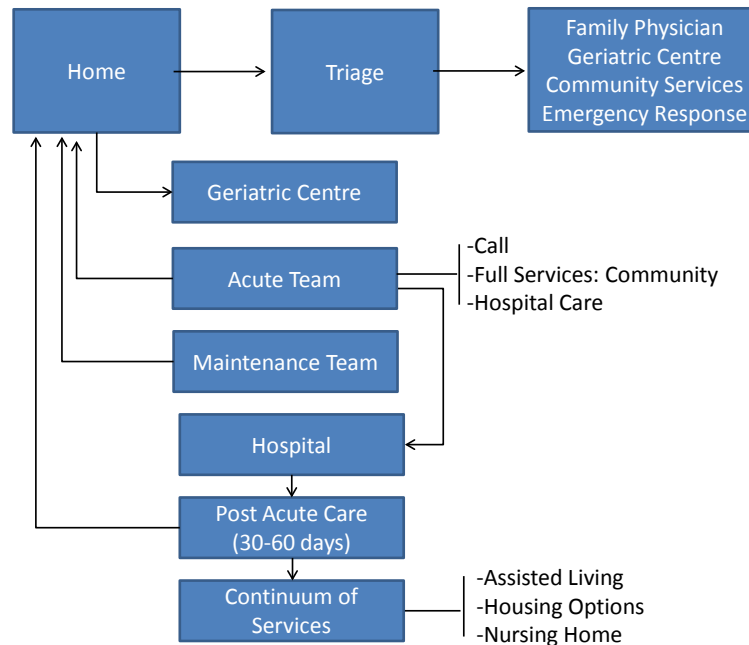 Home
Triage
Family Physician
Geriatric Centre
Community Services
Emergency Response
Geriatric Centre
Acute Team
-Call
-Full Services: Community
-Hospital Care
Maintenance Team
Hospital
Post Acute Care
(30-60 days)
Continuum of
Services
-Assisted Living
-Housing Options
-Nursing Home